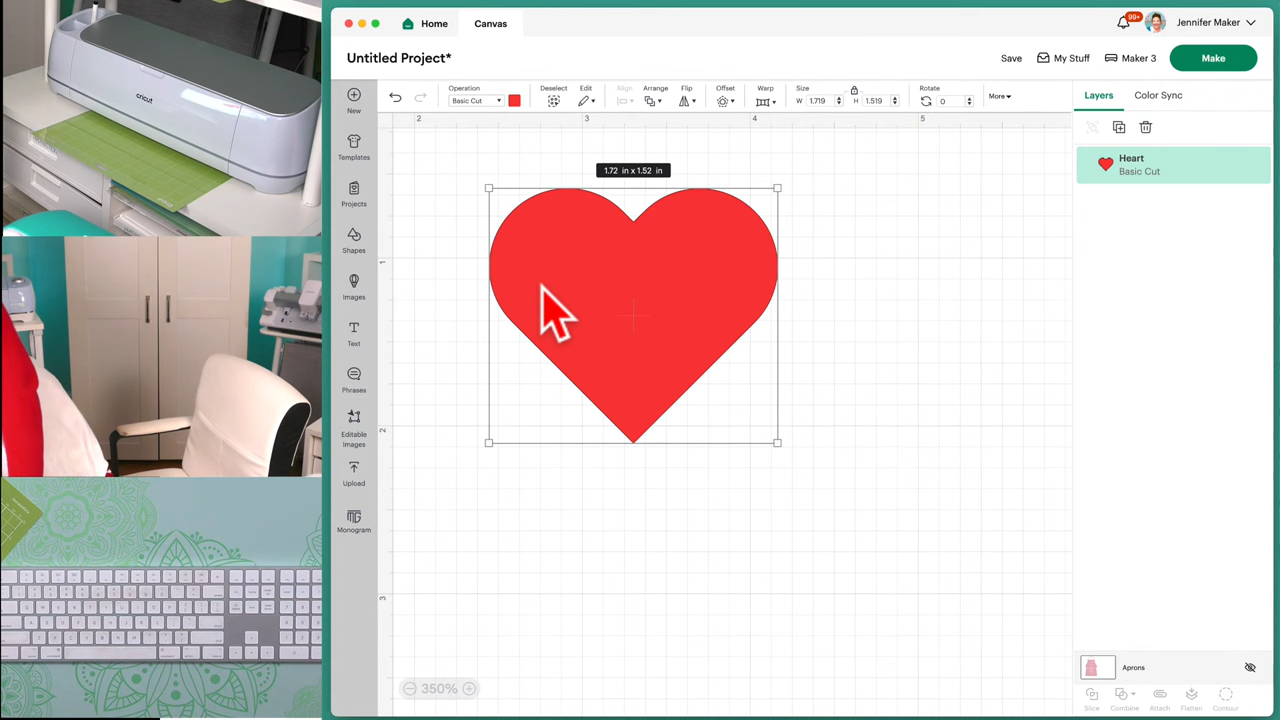 cricut
Home
Canvas
99+
Jennifer Maker
Untitled Project*
Save
My Stuff
Maker 3
Make
New
Templates
Projects
Shapes
Images
Text
Phrases
Editable
Images
Upload
Monogram
Operation
Basic Cut
Deselect
Edit
Align
Arrange
Flip
Offset
Warp
Size
W 1.719
H 1.519
Rotate
0
More
2
3
4
5
1
2
3
1.72 in x 1.52 in
350%
Layers
Color Sync
Heart
Basic Cut
Aprons
Slice
Combine
Attach
Flatten
Contour